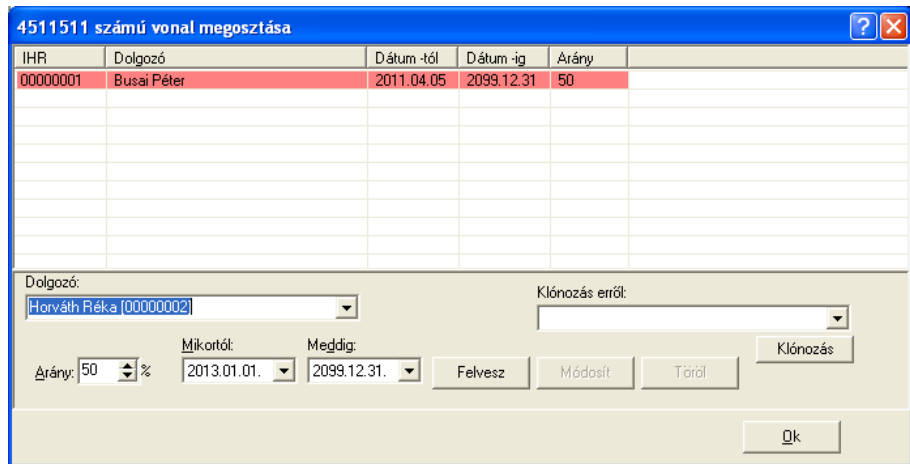 4511511 számú vonal megosztása
IHR Dolgozó Dátum -tól Dátum -ig Arány
00000001 Busai Péter 2011.04.05 2099.12.31 50
Dolgozó:
Horváth Réka [00000002]
Klónozás erről:
Klónozás
Mikortól: Meddig:
Arány: 50 % 2013.01.01. 2099.12.31. Felvesz Módosít Töröl
Ok